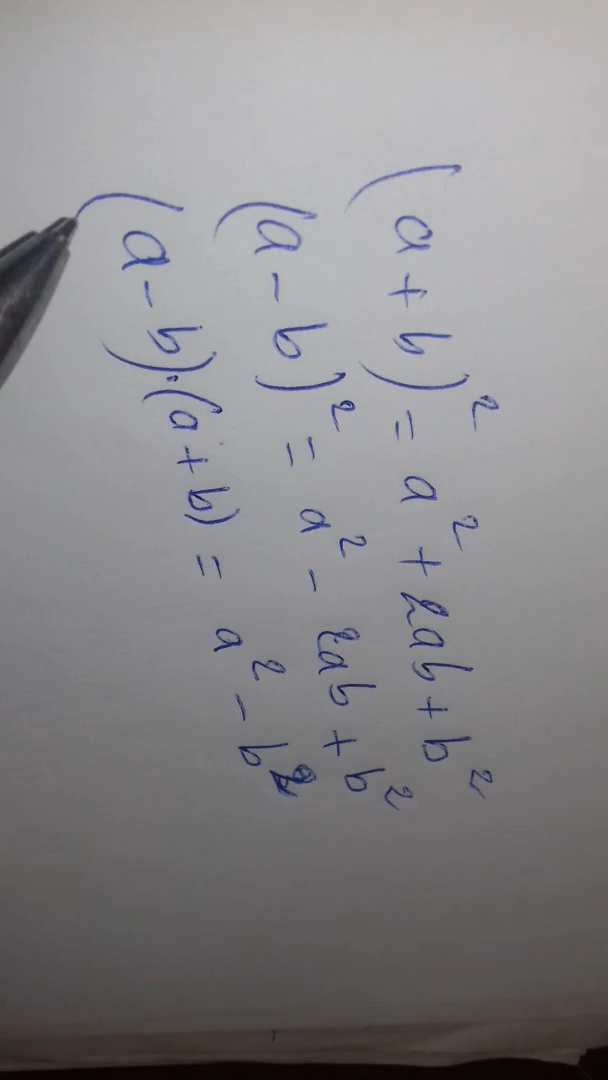 (a + b)² = a² + 2ab + b²
(a - b)² = a² - 2ab + b²
(a - b)·(a + b) = a² - b²